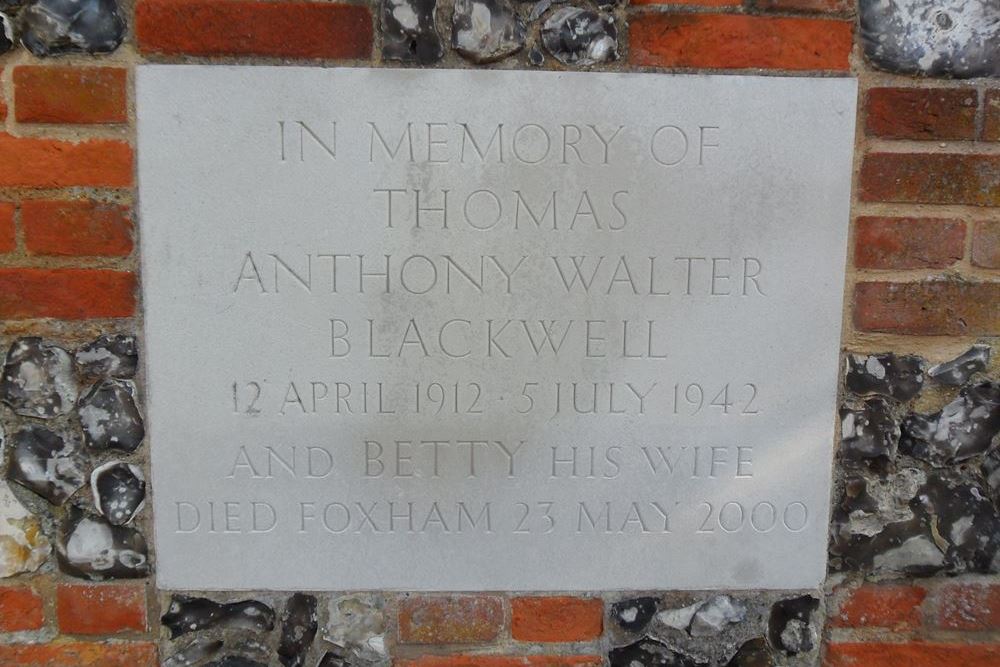 IN MEMORY OF
THOMAS
ANTHONY WALTER
BLACKWELL
12 APRIL 1912 · 5 JULY 1942
AND BETTY HIS WIFE
DIED FOXHAM 23 MAY 2000